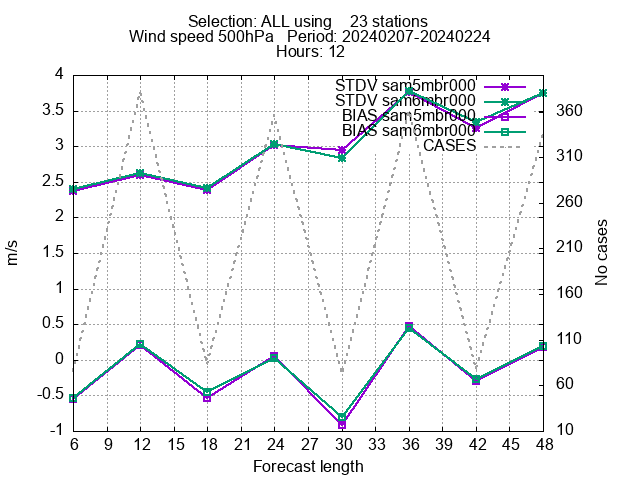 Selection: ALL using    23 stations
Wind speed 500hPa   Period: 20240207-20240224
Hours: 12
STDV sam5mbr000
STDV sam6mbr000
BIAS sam5mbr000
BIAS sam6mbr000
CASES
4
3.5
3
2.5
2
1.5
1
0.5
0
-0.5
-1
m/s
360
310
260
210
160
110
60
10
No cases
6 9 12 15 18 21 24 27 30 33 36 39 42 45 48
Forecast length